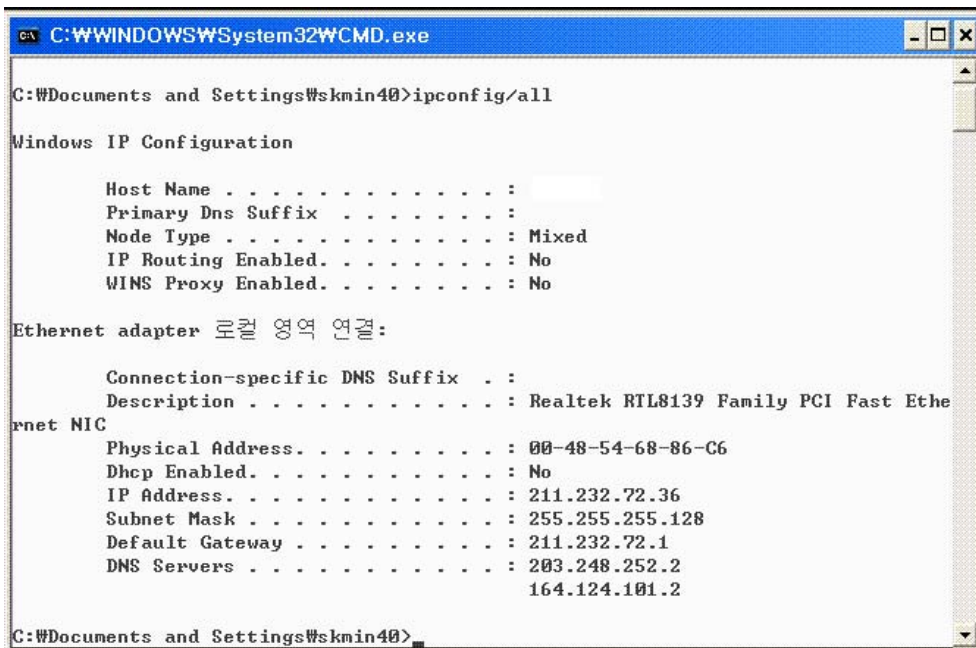 C:₩WINDOWS₩System32₩CMD.exe
C:₩Documents and Settings₩skmin40>ipconfig/all
Windows IP Configuration
Host Name . . . . . . . . . . . . :
Primary Dns Suffix  . . . . . . . :
Node Type . . . . . . . . . . . . : Mixed
IP Routing Enabled. . . . . . . . : No
WINS Proxy Enabled. . . . . . . . : No
Ethernet adapter 로컬 영역 연결:
Connection-specific DNS Suffix  . :
Description . . . . . . . . . . . : Realtek RTL8139 Family PCI Fast Ethe
rnet NIC
Physical Address. . . . . . . . . : 00-48-54-68-86-C6
Dhcp Enabled. . . . . . . . . . . : No
IP Address. . . . . . . . . . . . : 211.232.72.36
Subnet Mask . . . . . . . . . . . : 255.255.255.128
Default Gateway . . . . . . . . . : 211.232.72.1
DNS Servers . . . . . . . . . . . : 203.248.252.2
164.124.101.2
C:₩Documents and Settings₩skmin40>_